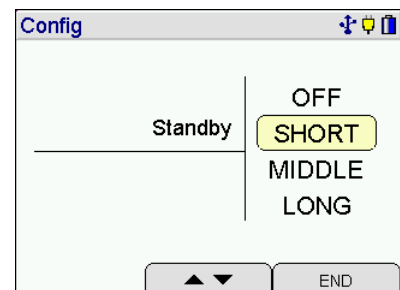 Config
OFF
Standby SHORT
MIDDLE
LONG
▲ ▼ END